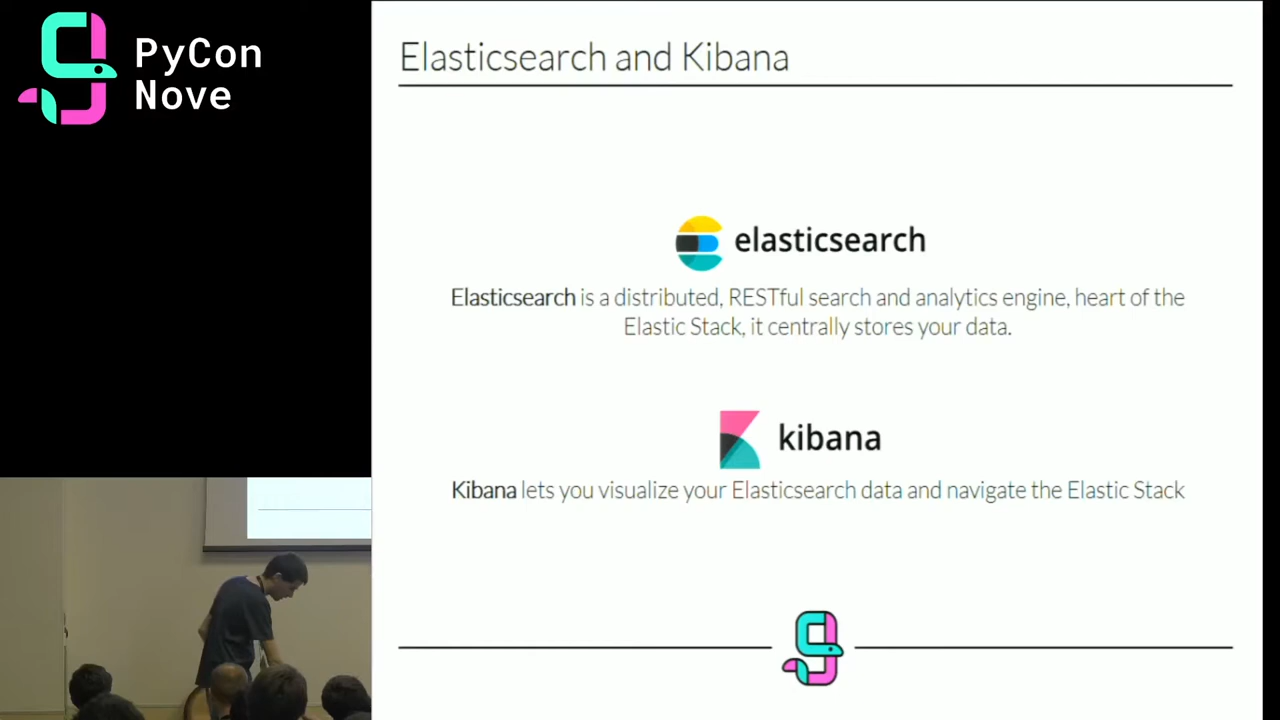 PyCon
Nove
Elasticsearch and Kibana
elasticsearch
Elasticsearch is a distributed, RESTful search and analytics engine, heart of the
Elastic Stack, it centrally stores your data.
kibana
Kibana lets you visualize your Elasticsearch data and navigate the Elastic Stack